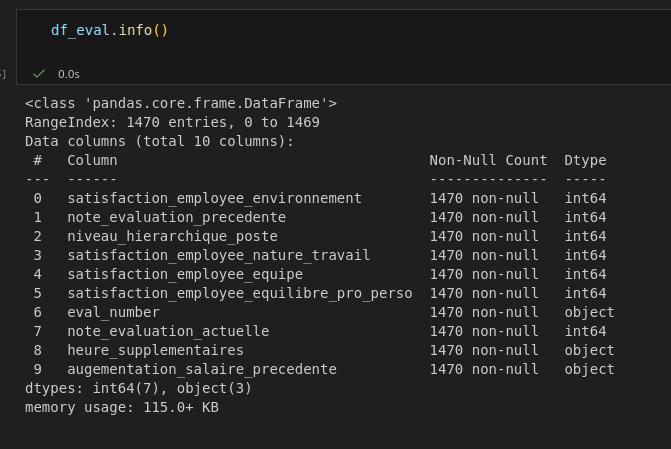 df_eval.info()
0.0s
<class 'pandas.core.frame.DataFrame'>
RangeIndex: 1470 entries, 0 to 1469
Data columns (total 10 columns):
 #   Column                                     Non-Null Count  Dtype
---  ------                                     --------------  -----
 0   satisfaction_employee_environnement        1470 non-null   int64
 1   note_evaluation_precedente                 1470 non-null   int64
 2   niveau_hierarchique_poste                  1470 non-null   int64
 3   satisfaction_employee_nature_travail       1470 non-null   int64
 4   satisfaction_employee_equipe               1470 non-null   int64
 5   satisfaction_employee_equilibre_pro_perso  1470 non-null   int64
 6   eval_number                                1470 non-null   object
 7   note_evaluation_actuelle                   1470 non-null   int64
 8   heure_supplementaires                      1470 non-null   object
 9   augementation_salaire_precedente           1470 non-null   object
dtypes: int64(7), object(3)
memory usage: 115.0+ KB